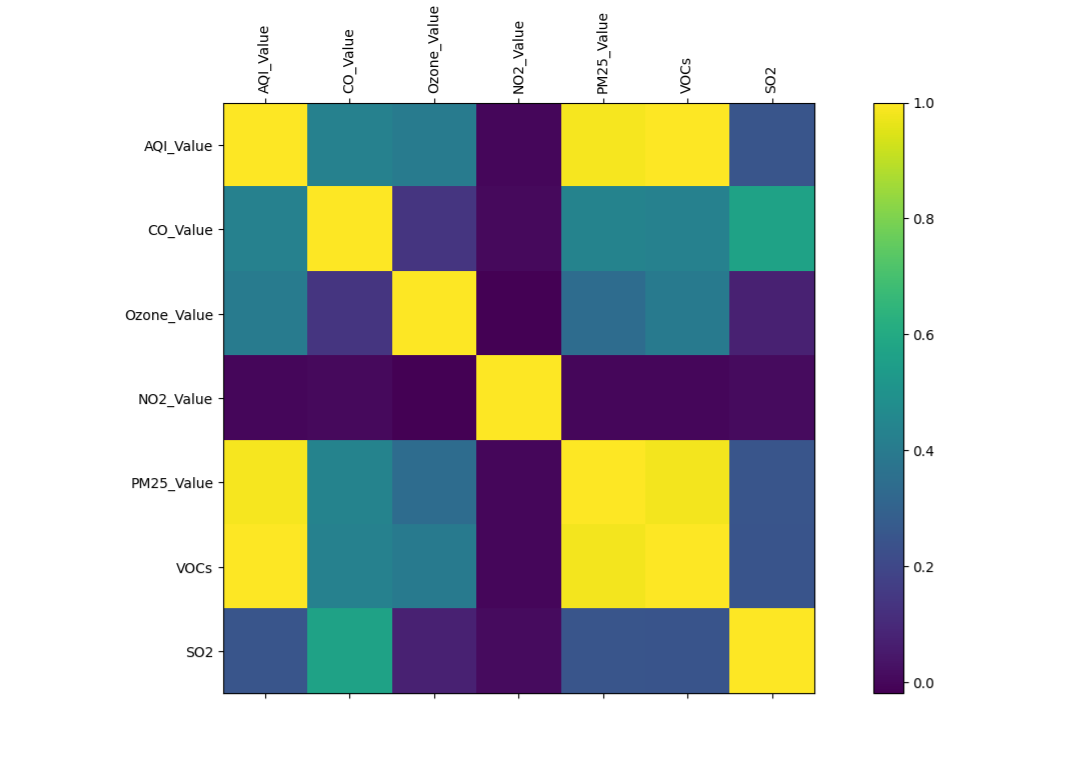 AQI_Value
CO_Value
Ozone_Value
NO2_Value
PM25_Value
VOCs
SO2
AQI_Value
CO_Value
Ozone_Value
NO2_Value
PM25_Value
VOCs
SO2
1.0
0.8
0.6
0.4
0.2
0.0